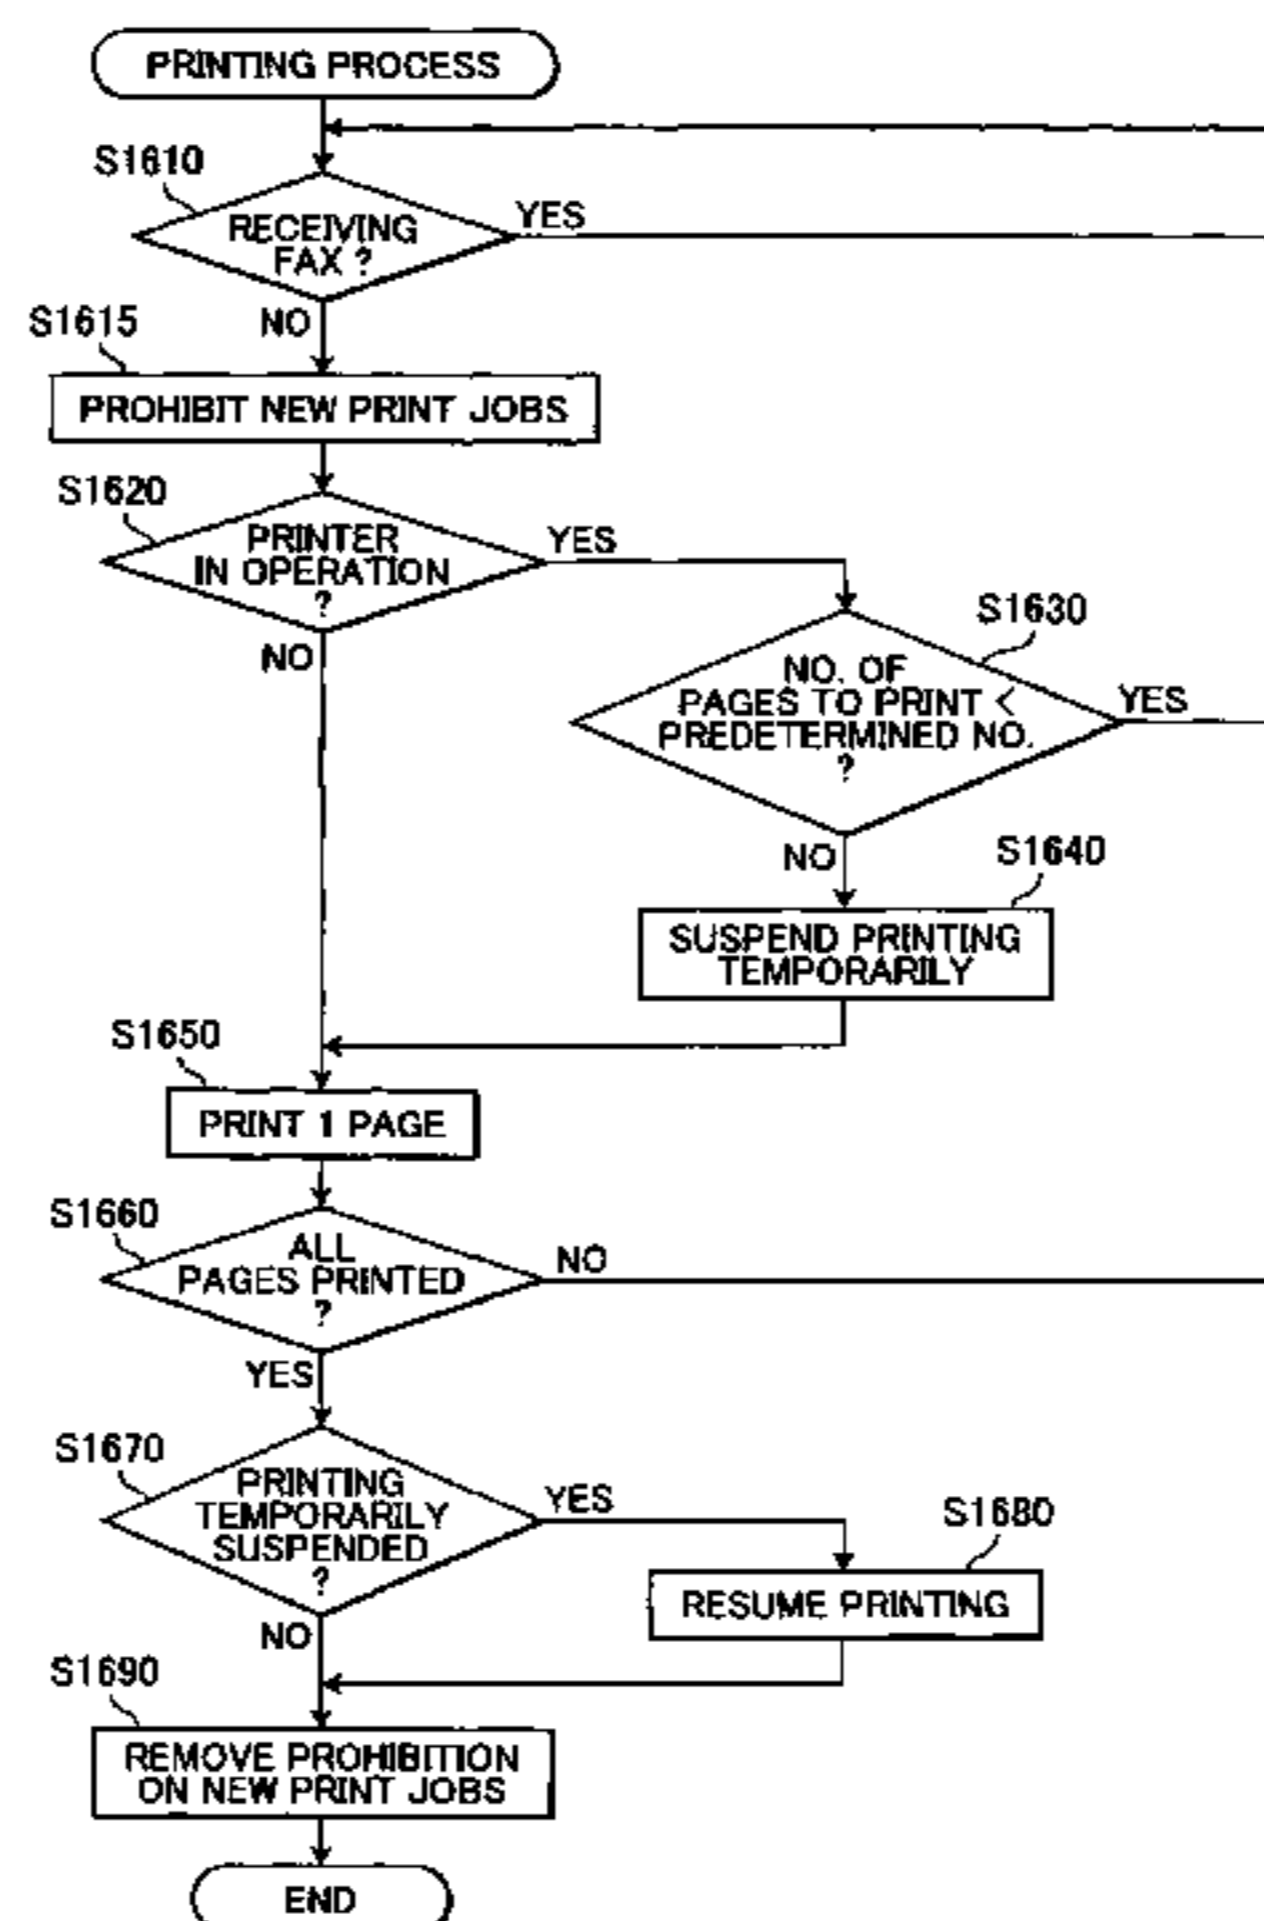 PRINTING PROCESS
S1610
RECEIVING
FAX ?
YES
NO
S1615
PROHIBIT NEW PRINT JOBS
S1620
PRINTER
IN OPERATION
?
YES
NO
S1630
NO. OF
PAGES TO PRINT <
PREDETERMINED NO.
?
YES
NO
S1640
SUSPEND PRINTING
TEMPORARILY
S1650
PRINT 1 PAGE
S1660
ALL
PAGES PRINTED
?
NO
YES
S1670
PRINTING
TEMPORARILY
SUSPENDED
?
YES
NO
S1680
RESUME PRINTING
S1690
REMOVE PROHIBITION
ON NEW PRINT JOBS
END